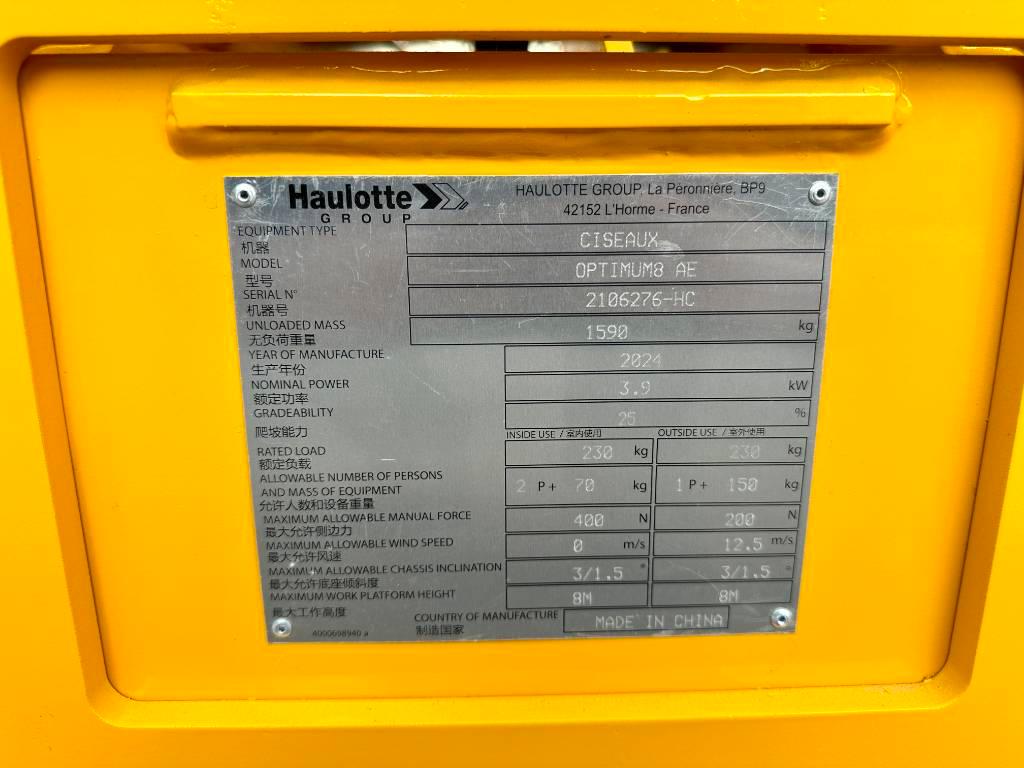 Haulotte
GROUP
HAULOTTE GROUP, La Péronnière, BP9
42152 L'Horme - France
EQUIPMENT TYPE
机器
CISEAUX
MODEL
型号
OPTIMUM8 AE
SERIAL N°
机器号
2106276-HC
UNLOADED MASS
无负荷重量
1590 kg
YEAR OF MANUFACTURE
生产年份
2024
NOMINAL POWER
额定功率
3.9 kW
GRADEABILITY
爬坡能力
25 %
INSIDE USE / 室内使用 OUTSIDE USE / 室外使用
RATED LOAD
额定负载
230 kg 230 kg
ALLOWABLE NUMBER OF PERSONS
AND MASS OF EQUIPMENT
允许人数和设备重量
2 P + 70 kg 1 P + 150 kg
MAXIMUM ALLOWABLE MANUAL FORCE
最大允许侧边力
400 N 200 N
MAXIMUM ALLOWABLE WIND SPEED
最大允许风速
0 m/s 12.5 m/s
MAXIMUM ALLOWABLE CHASSIS INCLINATION
最大允许底座倾斜度
3/1.5 ° 3/1.5 °
MAXIMUM WORK PLATFORM HEIGHT
最大工作高度
8M 8M
COUNTRY OF MANUFACTURE
制造国家
MADE IN CHINA
4000698940 a